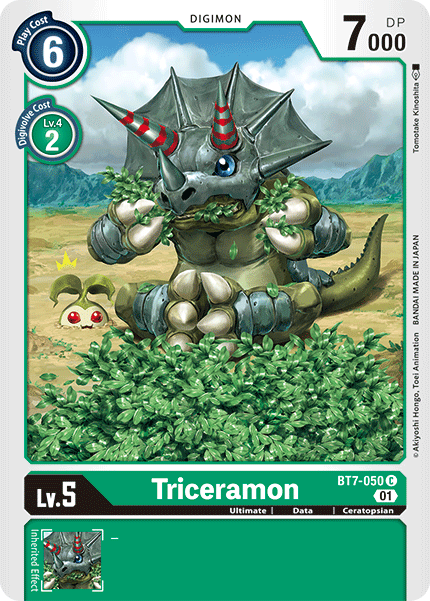 Play Cost
6
DIGIMON
DP
7000
Digivolve Cost
Lv.4
2
Tomotake Kinoshita
© Akiyoshi Hongo, Toei Animation BANDAI MADE IN JAPAN
Lv.5
Triceramon
BT7-050 C
01
Ultimate | Data | Ceratopsian
Inherited Effect
–